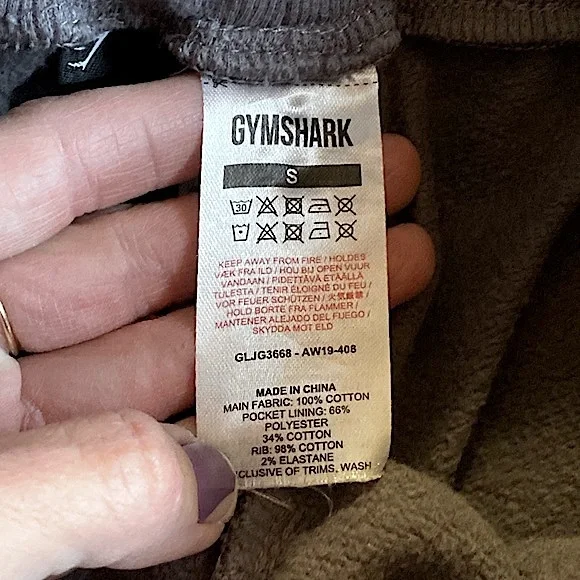 GYMSHARK
S
30
KEEP AWAY FROM FIRE / HOLDES
VÆK FRA ILD / HOU BIJ OPEN VUUR
VANDAAN / PIDETTÄVÄ ETÄÄLLÄ
TULESTA / TENIR ÉLOIGNÉ DU FEU /
VOR FEUER SCHÜTZEN / 火気厳禁 /
HOLD BORTE FRA FLAMMER /
MANTENER ALEJADO DEL FUEGO /
SKYDDA MOT ELD
GLJG3668 - AW19-408
MADE IN CHINA
MAIN FABRIC: 100% COTTON
POCKET LINING: 66%
POLYESTER
34% COTTON
RIB: 98% COTTON
2% ELASTANE
CLUSIVE OF TRIMS, WASH